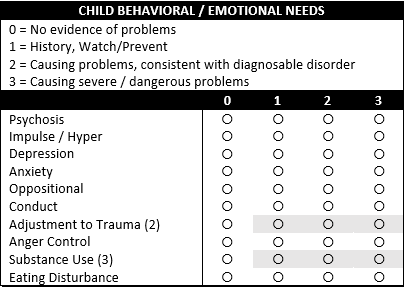 CHILD BEHAVIORAL / EMOTIONAL NEEDS
0 = No evidence of problems
1 = History, Watch/Prevent
2 = Causing problems, consistent with diagnosable disorder
3 = Causing severe / dangerous problems
0 1 2 3
Psychosis
Impulse / Hyper
Depression
Anxiety
Oppositional
Conduct
Adjustment to Trauma (2)
Anger Control
Substance Use (3)
Eating Disturbance